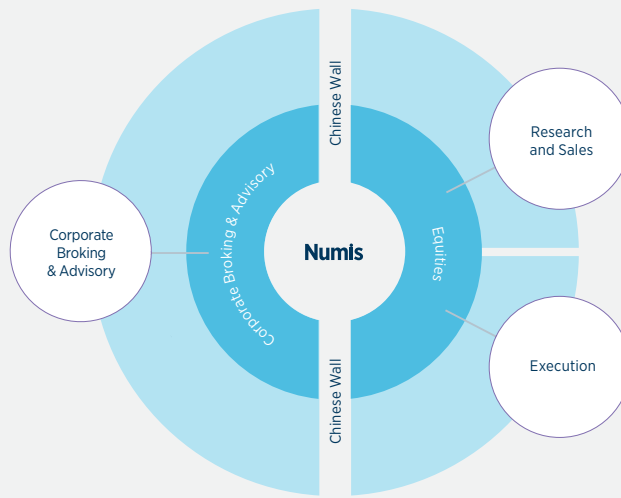 Chinese Wall
Research
and Sales
Corporate Broking & Advisory
Corporate
Broking
& Advisory
Numis
Equities
Execution
Chinese Wall